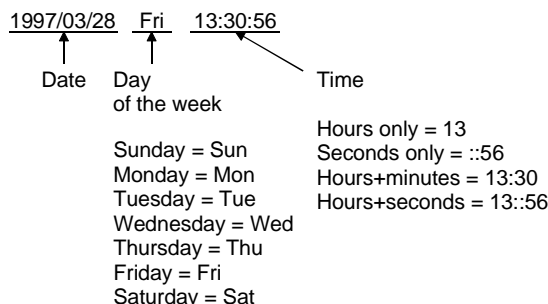 1997/03/28 Fri 13:30:56
Date
Day
of the week
Sunday = Sun
Monday = Mon
Tuesday = Tue
Wednesday = Wed
Thursday = Thu
Friday = Fri
Saturday = Sat
Time
Hours only = 13
Seconds only = ::56
Hours+minutes = 13:30
Hours+seconds = 13::56